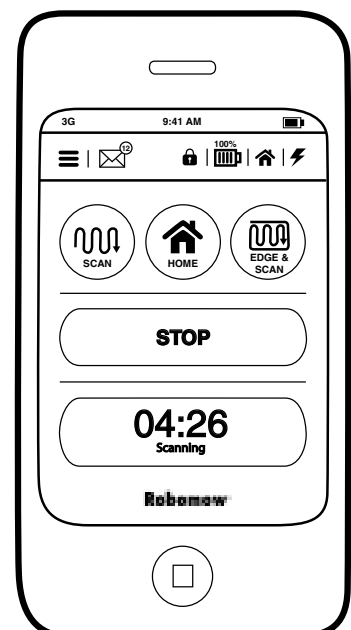 3G 9:41 AM
12
100%
SCAN HOME EDGE &
SCAN
STOP
04:26
Scanning
Robomow